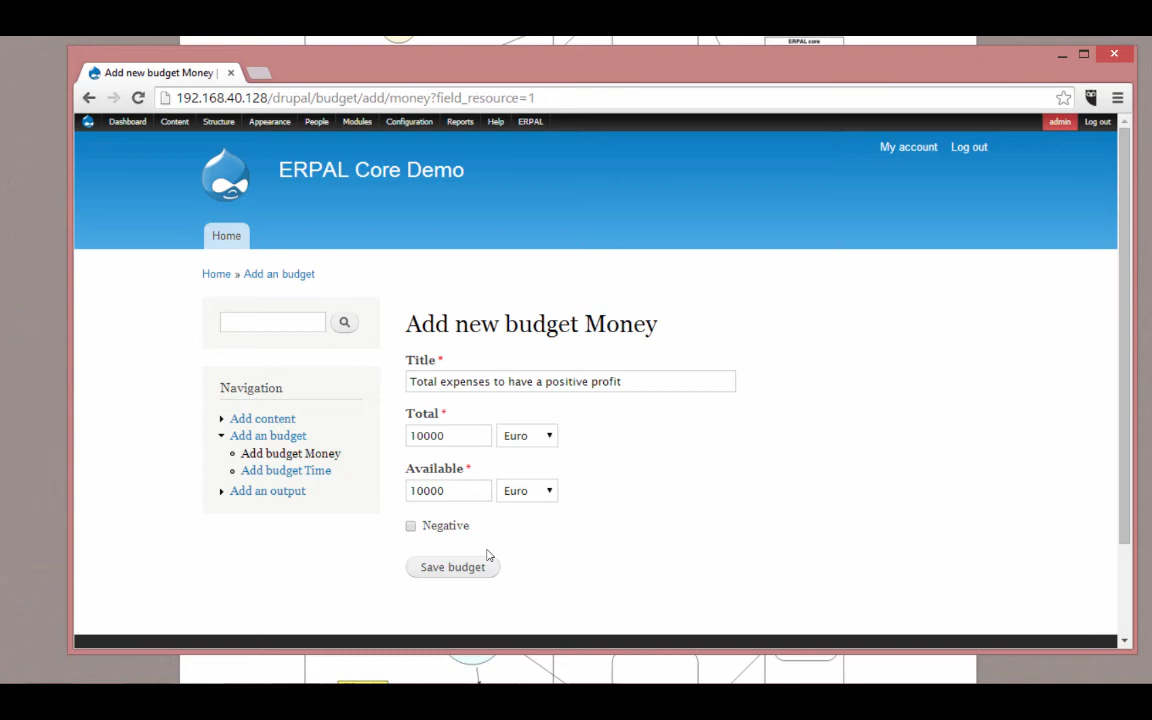 ERPAL core
Add new budget Money |
192.168.40.128/drupal/budget/add/money?field_resource=1
Dashboard Content Structure Appearance People Modules Configuration Reports Help ERPAL admin Log out
My account Log out
ERPAL Core Demo
Home
Home » Add an budget
Add new budget Money
Title *
Total expenses to have a positive profit
Navigation
Add content
Add an budget
Add budget Money
Add budget Time
Add an output
Total *
10000 Euro
Available *
10000 Euro
Negative
Save budget